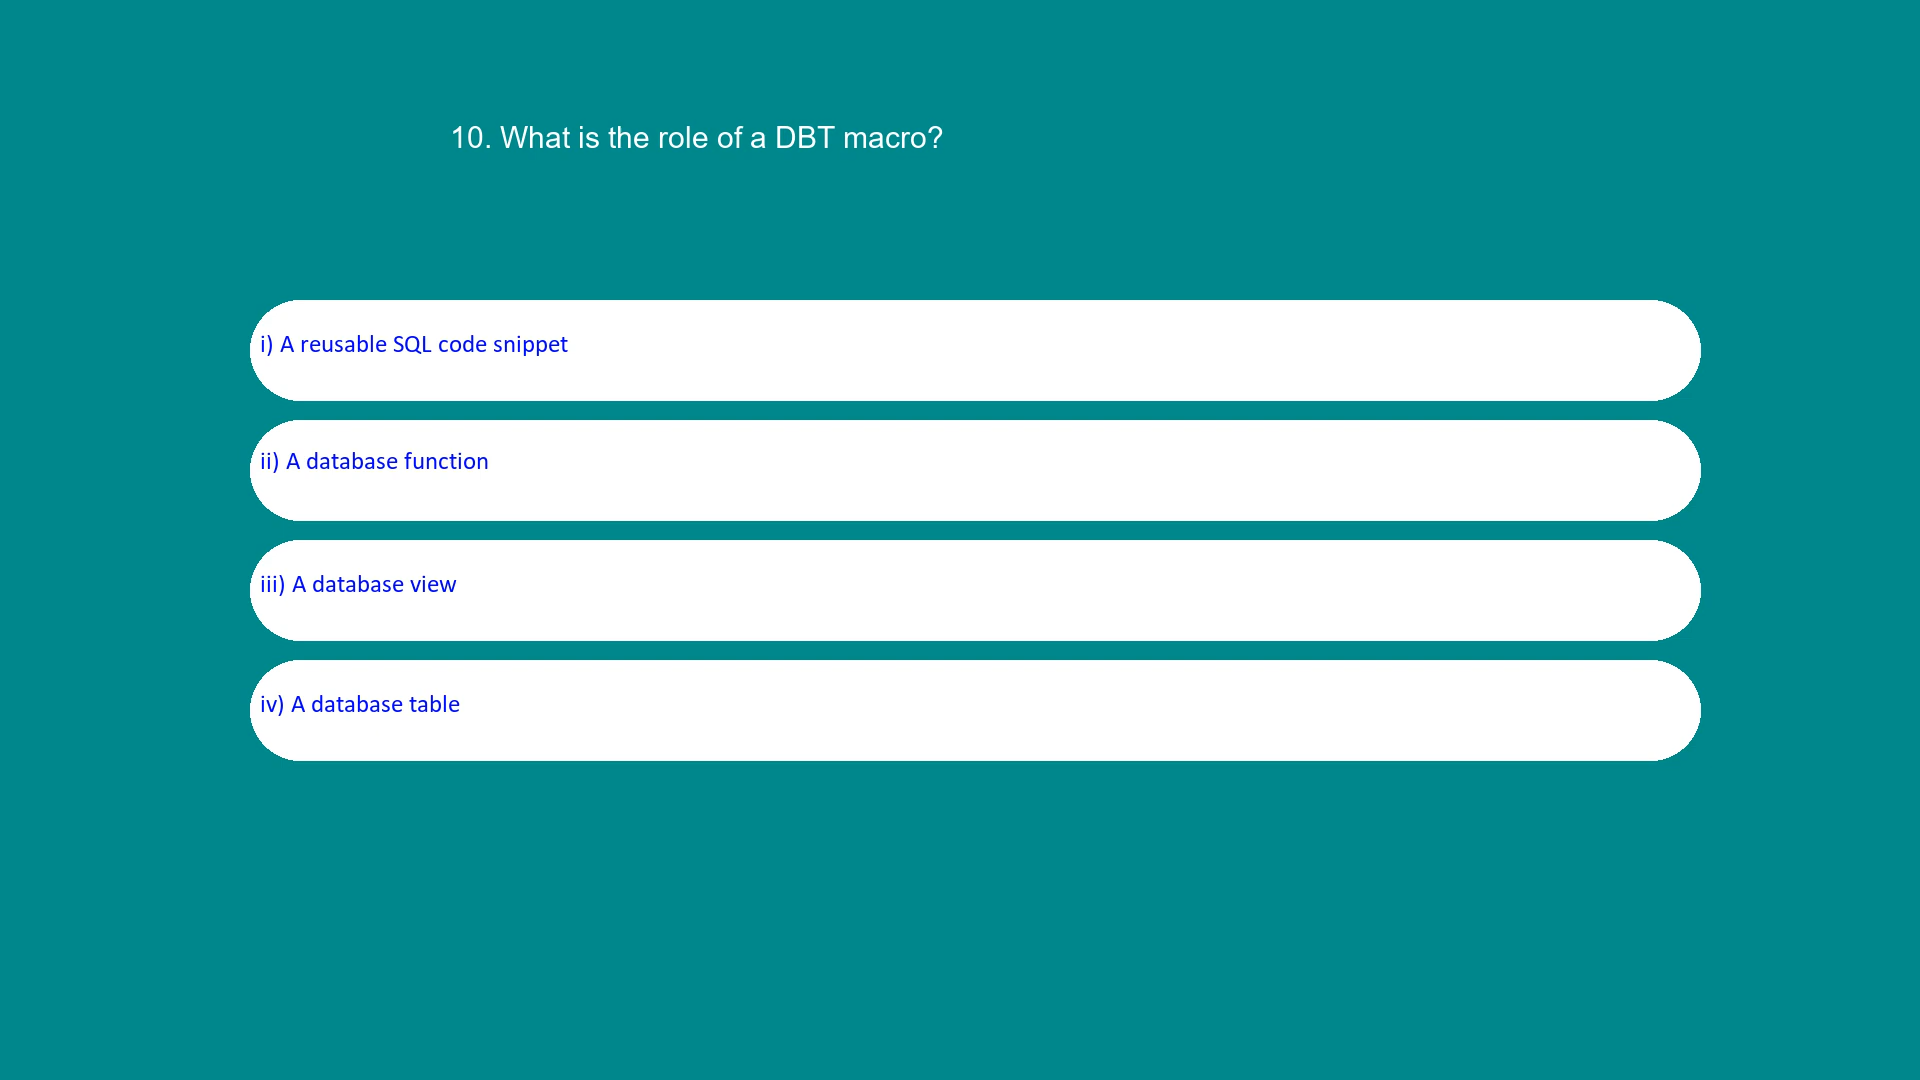 10. What is the role of a DBT macro?
i) A reusable SQL code snippet
ii) A database function
iii) A database view
iv) A database table